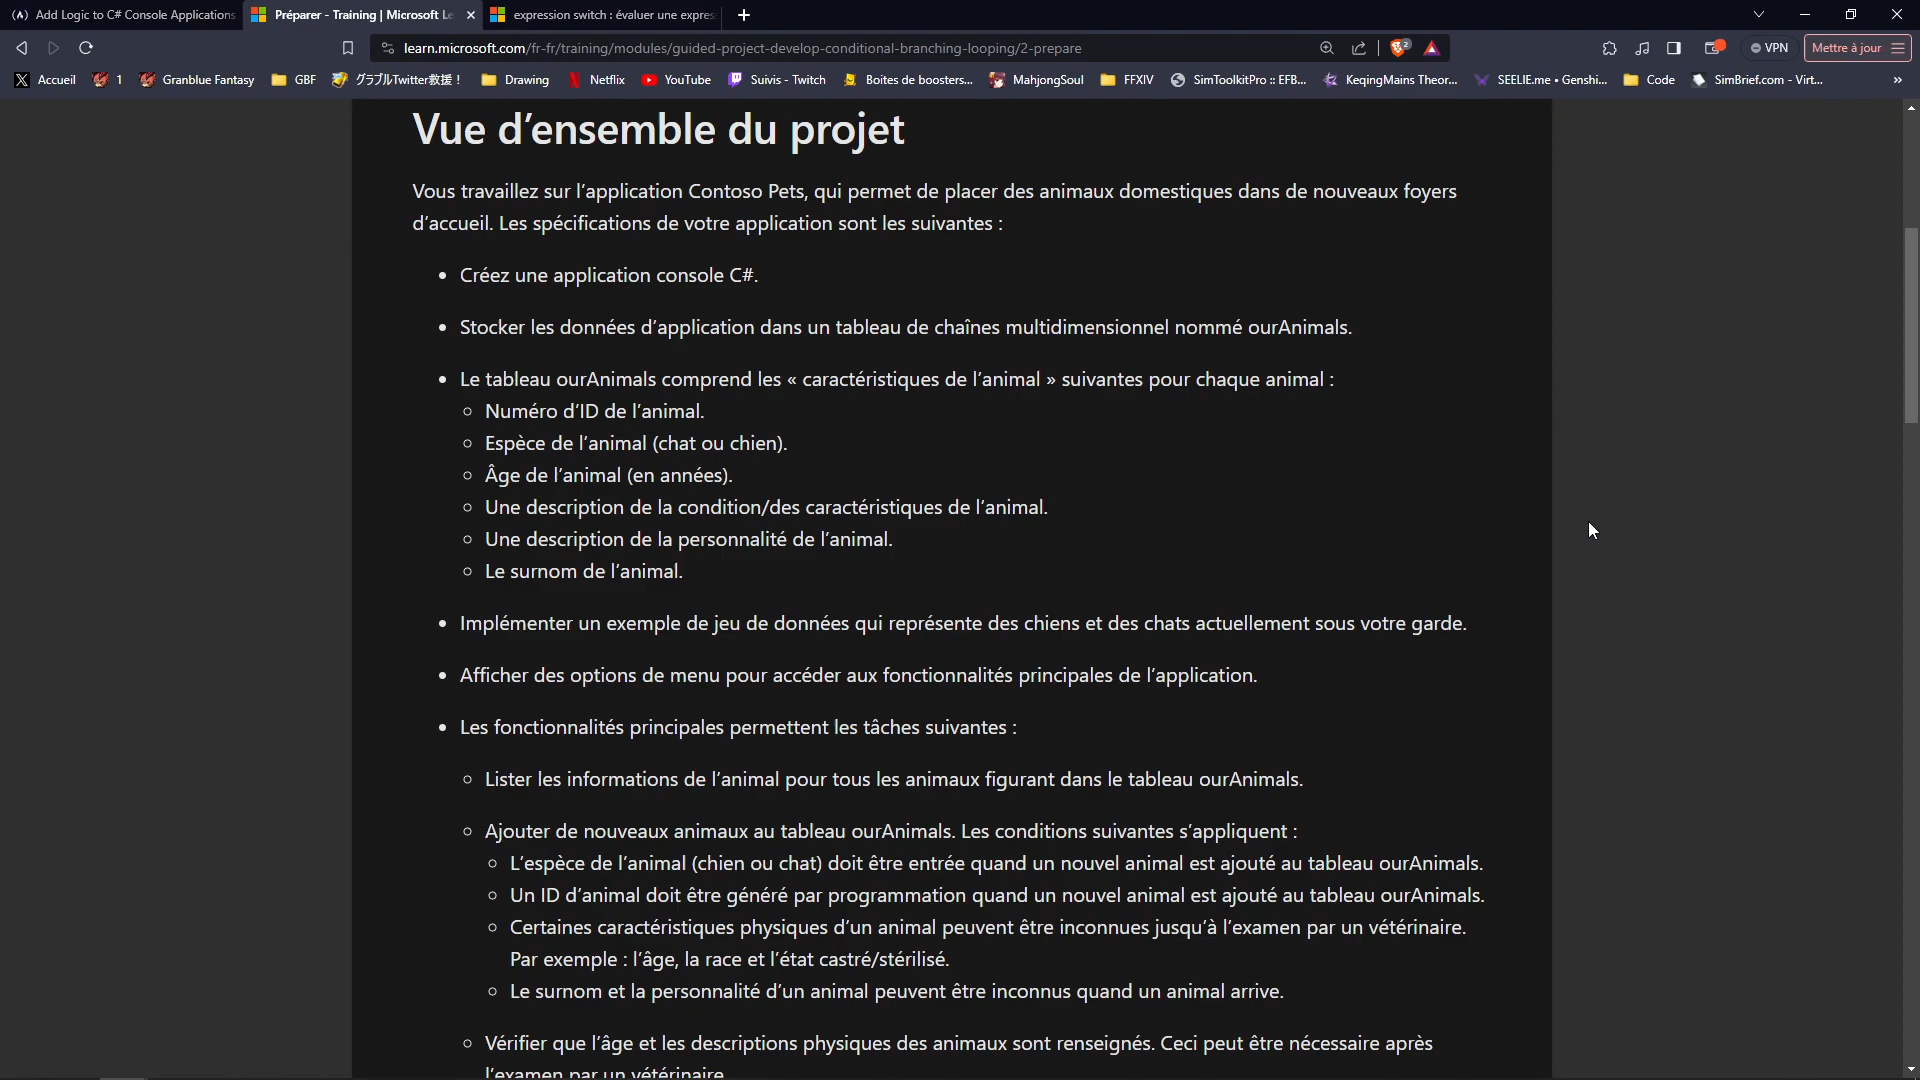 Add Logic to C# Console Applications
Préparer - Training | Microsoft Le
expression switch : évaluer une expres
learn.microsoft.com/fr-fr/training/modules/guided-project-develop-conditional-branching-looping/2-prepare
2
VPN
Mettre à jour
Accueil
1
Granblue Fantasy
GBF
グラブルTwitter救援！
Drawing
Netflix
YouTube
Suivis - Twitch
Boites de boosters...
MahjongSoul
FFXIV
SimToolkitPro :: EFB...
KeqingMains Theor...
SEELIE.me • Genshi...
Code
SimBrief.com - Virt...
»
Vue d’ensemble du projet
Vous travaillez sur l’application Contoso Pets, qui permet de placer des animaux domestiques dans de nouveaux foyers
d’accueil. Les spécifications de votre application sont les suivantes :
• Créez une application console C#.
• Stocker les données d’application dans un tableau de chaînes multidimensionnel nommé ourAnimals.
• Le tableau ourAnimals comprend les « caractéristiques de l’animal » suivantes pour chaque animal :
○ Numéro d’ID de l’animal.
○ Espèce de l’animal (chat ou chien).
○ Âge de l’animal (en années).
○ Une description de la condition/des caractéristiques de l’animal.
○ Une description de la personnalité de l’animal.
○ Le surnom de l’animal.
• Implémenter un exemple de jeu de données qui représente des chiens et des chats actuellement sous votre garde.
• Afficher des options de menu pour accéder aux fonctionnalités principales de l’application.
• Les fonctionnalités principales permettent les tâches suivantes :
○ Lister les informations de l’animal pour tous les animaux figurant dans le tableau ourAnimals.
○ Ajouter de nouveaux animaux au tableau ourAnimals. Les conditions suivantes s’appliquent :
○ L’espèce de l’animal (chien ou chat) doit être entrée quand un nouvel animal est ajouté au tableau ourAnimals.
○ Un ID d’animal doit être généré par programmation quand un nouvel animal est ajouté au tableau ourAnimals.
○ Certaines caractéristiques physiques d’un animal peuvent être inconnues jusqu’à l’examen par un vétérinaire.
Par exemple : l’âge, la race et l’état castré/stérilisé.
○ Le surnom et la personnalité d’un animal peuvent être inconnus quand un animal arrive.
○ Vérifier que l’âge et les descriptions physiques des animaux sont renseignés. Ceci peut être nécessaire après
l’examen par un vétérinaire